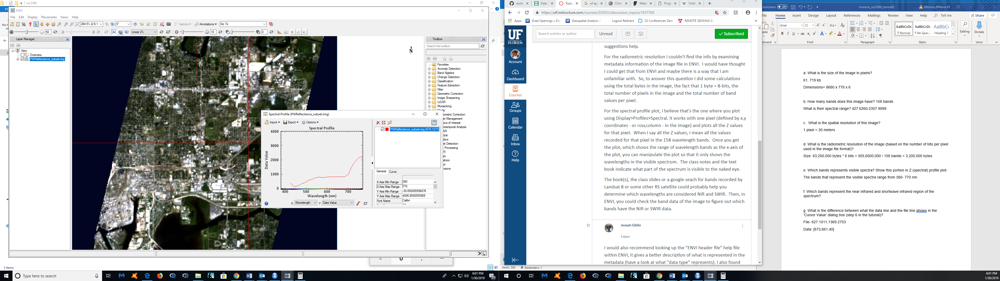 sur5386
ENVI
File Edit Display Placemarks Views Help
264.5% (2.6:1
0°
Vectors
Annotations
Go To
50
20
Linear 2%
10
0
Layer Manager
View
Overview
PWReflectance_subset.img
N
Toolbox
Search the toolbox
Favorites
Anomaly Detection
Band Algebra
Change Detection
Classification
Feature Extraction
Filter
Geometric Correction
Image Sharpening
LiDAR
Mosaicking
Spectral Profile (PWReflectance_subset.img)
Import Export Options
Spectral Profile
4000
3000
2000
1000
0
Data Value
400 500 600 700
Wavelength (nm)
X: Wavelength Y: Data Value
PWReflectance_subset.img (670,1377)
General Curve
X Axis Min Range 380
X Axis Max Range 770
Y Axis Min Range -30.850005596876
Y Axis Max Range 4006.8500055969
Font Name Calibri
3 items
Type here to search
6:01 PM
1/30/2019
20
oyste
Data
Topic
uf app
Citrix
Week
Progr
Visibl
https://ufl.instructure.com/courses/359252/discussion_topics/1937769
Apps Grad Openings » De Geospatial Analysis G Logout Redirect 23 Conferences Data REMOTE SENSING BO
UF
UNIVERSITY of
FLORIDA
Account
Dashboard
Courses
Groups
Calendar
Inbox
Help
Search entries or author
Unread
Subscribed
suggestions help.
For the radiometric resolution I couldn't find the info by examining
metadata information of the image file in ENVI. I would have thought
I could get that from ENVI and maybe there is a way that I am
unfamiliar with. So, to answer this question I did some calculations
using the total bytes in the image, the fact that 1 byte = 8-bits, the
total number of pixels in the image and the total number of band
values per pixel.
For the spectral profile plot, I believe that's the one where you plot
using Display>Profiles>Spectral. It works with one pixel (defined by x,y
coordinates - or row,column - in the image) and plots all the Z values
for that pixel. When I say all the Z values, I mean all the values
recorded for that pixel in the 158 wavelength bands. Once you get
the plot, which shows the range of wavelength bands as the x-axis of
the plot, you can manipulate the plot so that it only shows the
wavelengths in the visible spectrum. The class notes and the text
book indicate what part of the spectrum is visible to the naked eye.
The book(s), the class slides or a google seach for bands recorded by
Landsat 8 or some other RS satellite could probably help you
determine which wavelengths are considered NIR and SWIR. Then, in
ENVI, you could check the band data of the image to figure out which
bands have the NIR or SWIR data.
Joseph Giblin
2:42pm
I would also recommend looking up the "ENVI header file" help file
within ENVI, it gives a better description of what is represented in the
metadata (have a look at what "data type" represents). I also found
Items: 380 Reminders: 1
AutoSave Off
moreno_sur5386_tutorial2
Moreno,Melissa M
File Home Insert Design Layout References Mailings Review View Help Tell me Share
Arial 12
Font
Paragraph
AaBbCcDc AaBbCcDc AaBbCc
Normal No Spac... Heading 1
Styles
Editing
Dictate
Voice
a. What is the size of the image in pixels?
61, 719 kb
Dimensions= 8680 x 778 x 6
b. How many bands does this image have? 158 bands
What is their spectral range? 427.6260-2357.9099
c. What is the spatial resolution of this image?
1 pixel = 30 meters
d. What is the radiometric resolution of the image (based on the number of bits per pixel
used in the image file format)?
Size: 63,200,000 bytes * 8 bits = 505,6000,000 / 158 bands = 3,200,000 bytes
e. Which bands represents visible spectra? Show this portion in Z (spectral) profile plot.
The bands that represent the visible spectra range from 380- 770 nm.
f. Which bands represent the near infrared and shortwave infrared region of the
spectrum?
g. What is the difference between what the data line and the file line shows in the
'Cursor Value' dialog box (step 6 in the tutorial)?
File- 627.1011,1369.2753
Data: [673,661,40]
6:01 PM
1/30/2019